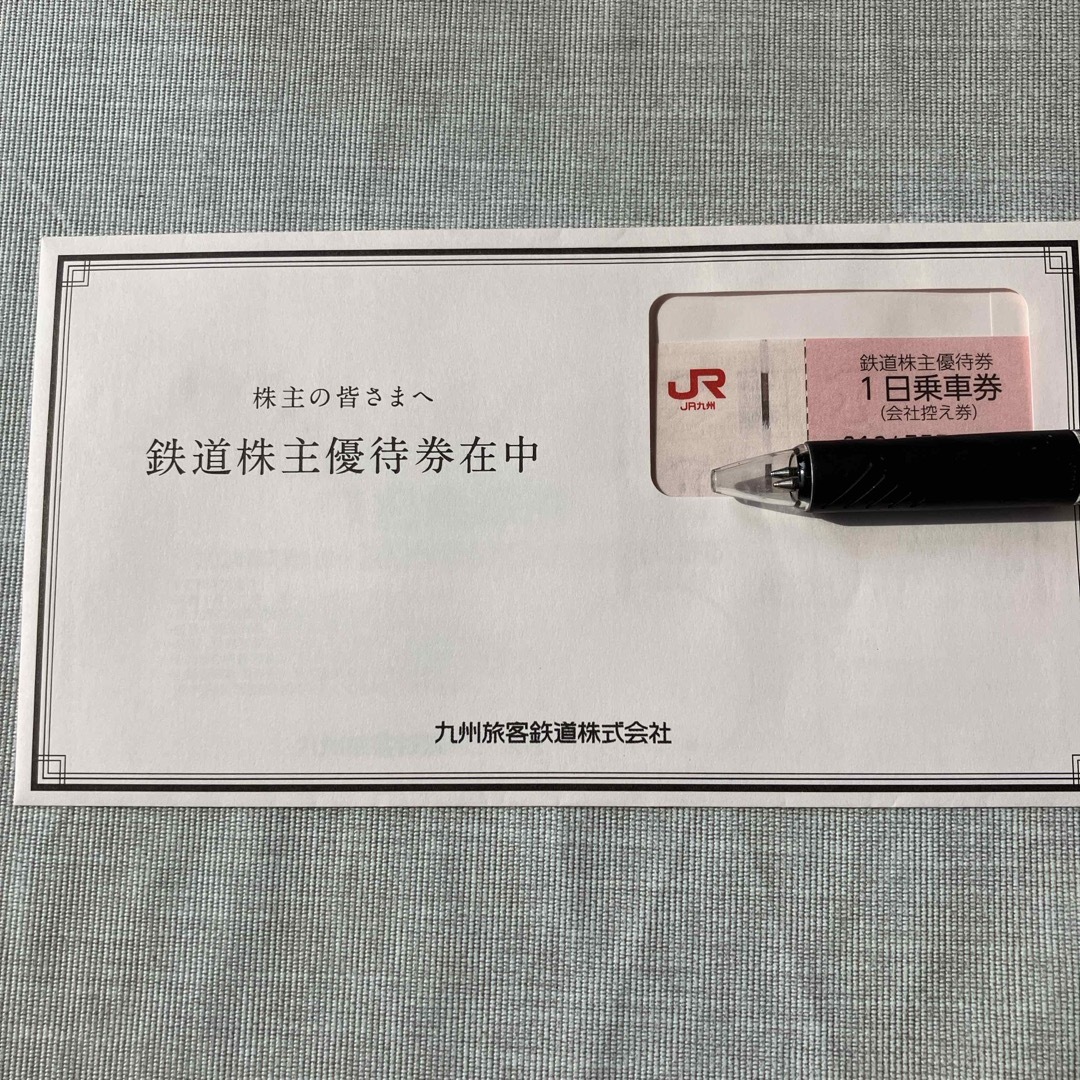 株主の皆さまへ
鉄道株主優待券在中
JR
JR九州
鉄道株主優待券
1日乗車券
(会社控え券)
九州旅客鉄道株式会社